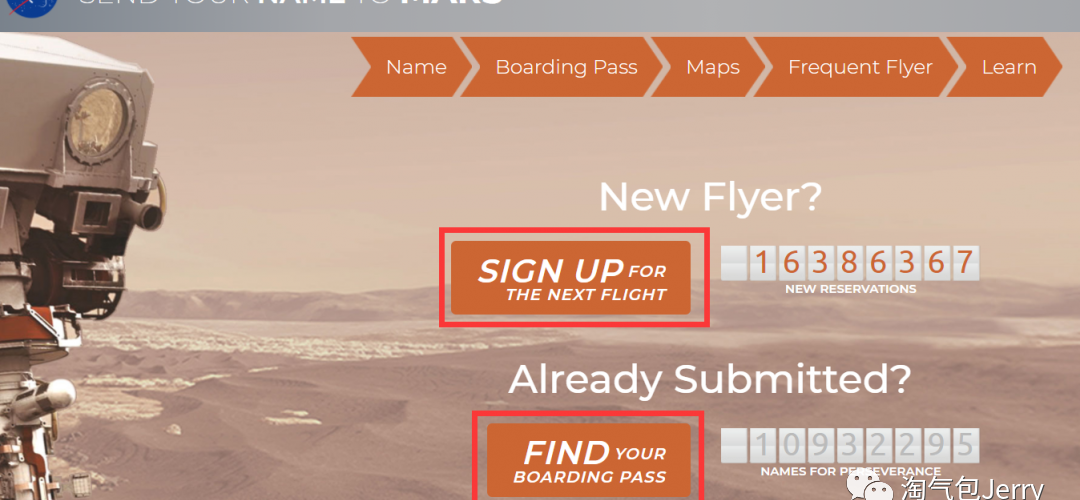 SEND YOUR NAME TO MARS
Name
Boarding Pass
Maps
Frequent Flyer
Learn
New Flyer?
SIGN UP FOR
THE NEXT FLIGHT
16386367
NEW RESERVATIONS
Already Submitted?
FIND YOUR
BOARDING PASS
10932295
NAMES FOR PERSEVERANCE
淘气包Jerry